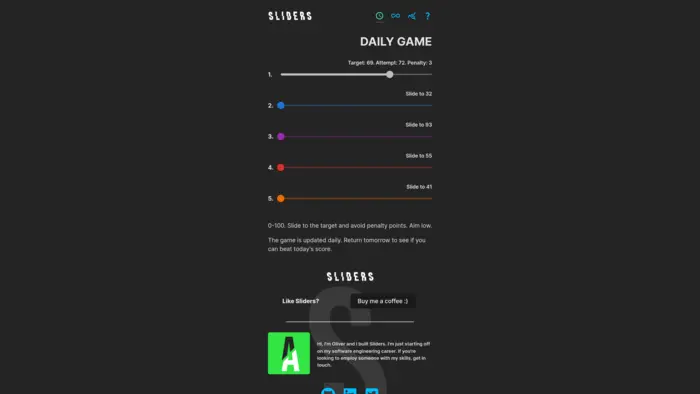 SLIDERS
?
DAILY GAME
Target: 69. Attempt: 72. Penalty: 3
1.
Slide to 32
2.
Slide to 83
3.
Slide to 55
4.
Slide to 41
5.
0-100. Slide to the target and avoid penalty points. Aim low.
The game is updated daily. Return tomorrow to see if you
can beat today's score.
SLIDERS
Like Sliders?
Buy me a coffee :)
Hi, I'm Oliver and I built Sliders. I'm just starting off
on my software engineering career. If you're
looking to employ someone with my skills, get in
touch.